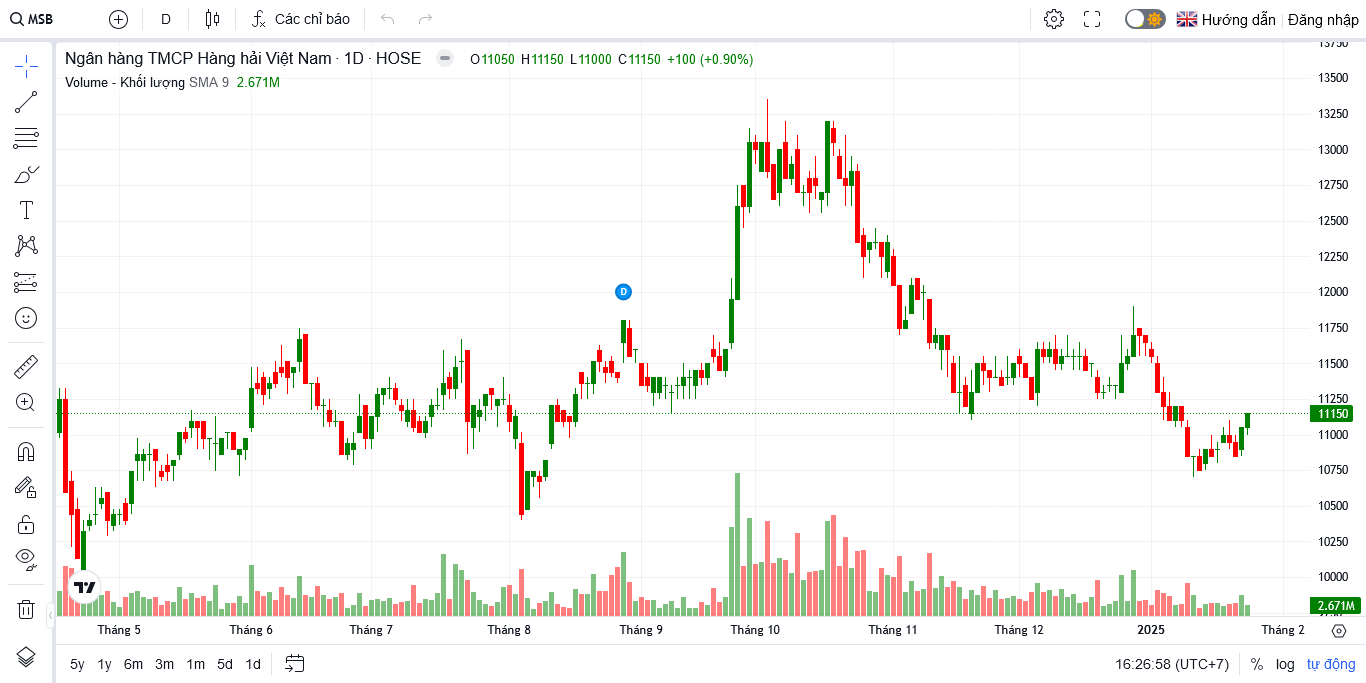 MSB D Các chỉ báo Hướng dẫn Đăng nhập
Ngân hàng TMCP Hàng hải Việt Nam · 1D · HOSE O11050 H11150 L11000 C11150 +100 (+0.90%)
Volume - Khối lượng SMA 9 2.671M
D
13750
13500
13250
13000
12750
12500
12250
12000
11750
11500
11250
11150
11000
10750
10500
10250
10000
2.671M
Tháng 5 Tháng 6 Tháng 7 Tháng 8 Tháng 9 Tháng 10 Tháng 11 Tháng 12 2025 Tháng 2
5y 1y 6m 3m 1m 5d 1d 16:26:58 (UTC+7) % log tự động